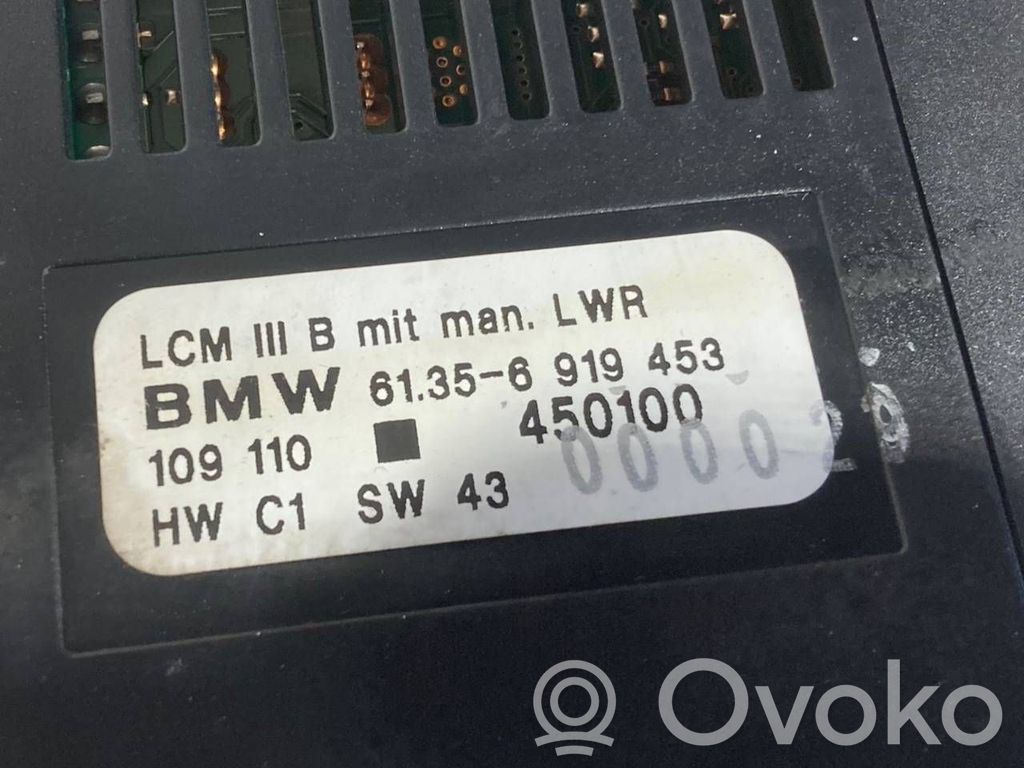 LCM III B mit man. LWR
BMW 61.35-6 919 453
109 110 450100
HW C1 SW 43
Ovoko